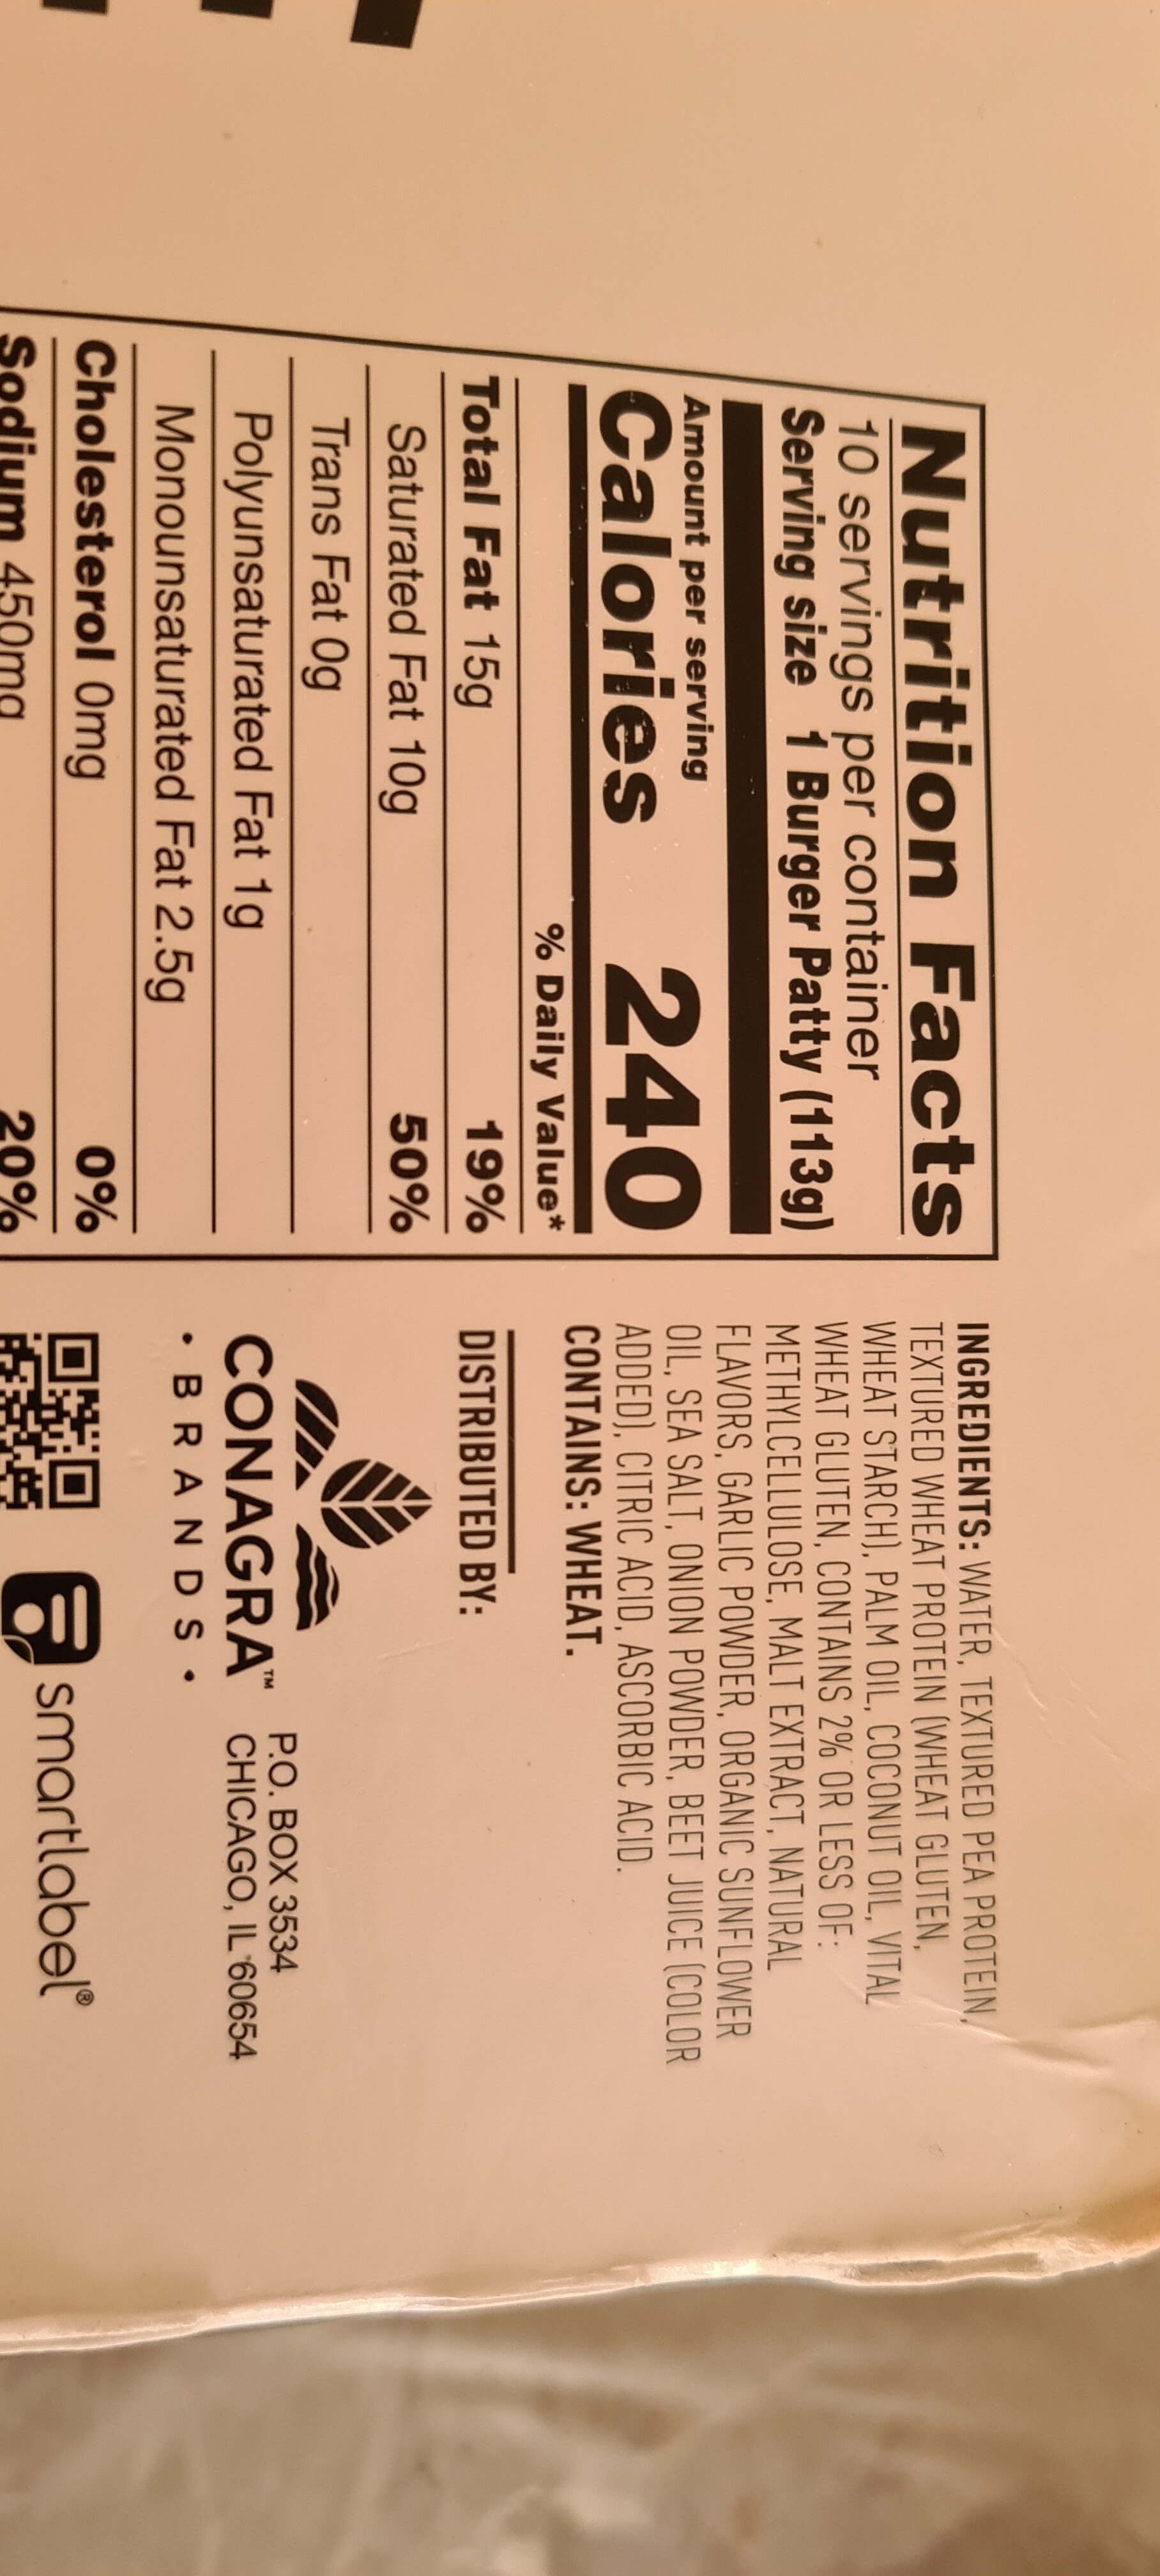 Nutrition Facts
10 servings per container
Serving size 1 Burger Patty (113g)
Amount per serving
Calories 240
% Daily Value*
Total Fat 15g 19%
Saturated Fat 10g 50%
Trans Fat 0g
Polyunsaturated Fat 1g
Monounsaturated Fat 2.5g
Cholesterol 0mg 0%
Sodium 450mg 20%
INGREDIENTS: WATER, TEXTURED PEA PROTEIN,
TEXTURED WHEAT PROTEIN (WHEAT GLUTEN,
WHEAT STARCH), PALM OIL, COCONUT OIL, VITAL
WHEAT GLUTEN, CONTAINS 2% OR LESS OF:
METHYLCELLULOSE, MALT EXTRACT, NATURAL
FLAVORS, GARLIC POWDER, ORGANIC SUNFLOWER
OIL, SEA SALT, ONION POWDER, BEET JUICE (COLOR
ADDED), CITRIC ACID, ASCORBIC ACID.
CONTAINS: WHEAT.
DISTRIBUTED BY:
CONAGRA™
• BRANDS •
P.O. BOX 3534
CHICAGO, IL 60654
smartlabel®